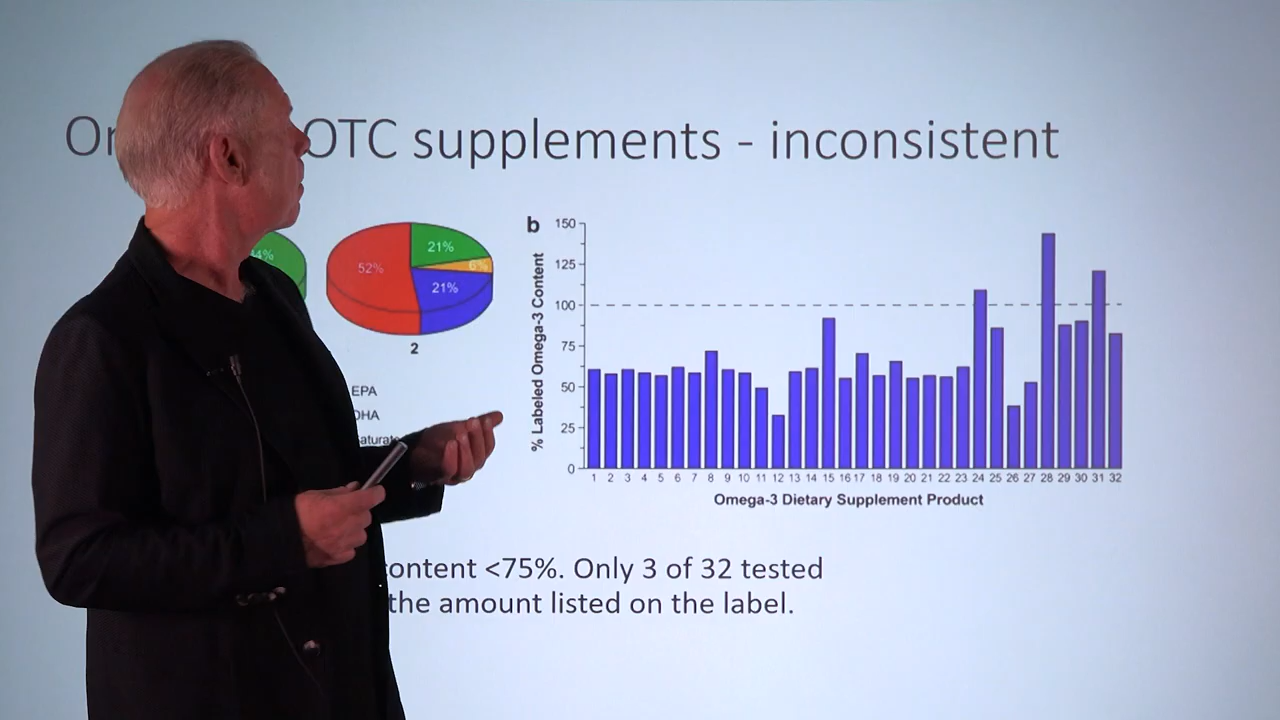 OTC supplements - inconsistent
b
150
125
100
75
50
25
0
% Labeled Omega-3 Content
1 2 3 4 5 6 7 8 9 10 11 12 13 14 15 16 17 18 19 20 21 22 23 24 25 26 27 28 29 30 31 32
Omega-3 Dietary Supplement Product
52%
21%
6%
21%
2
EPA
DHA
content <75%. Only 3 of 32 tested
the amount listed on the label.